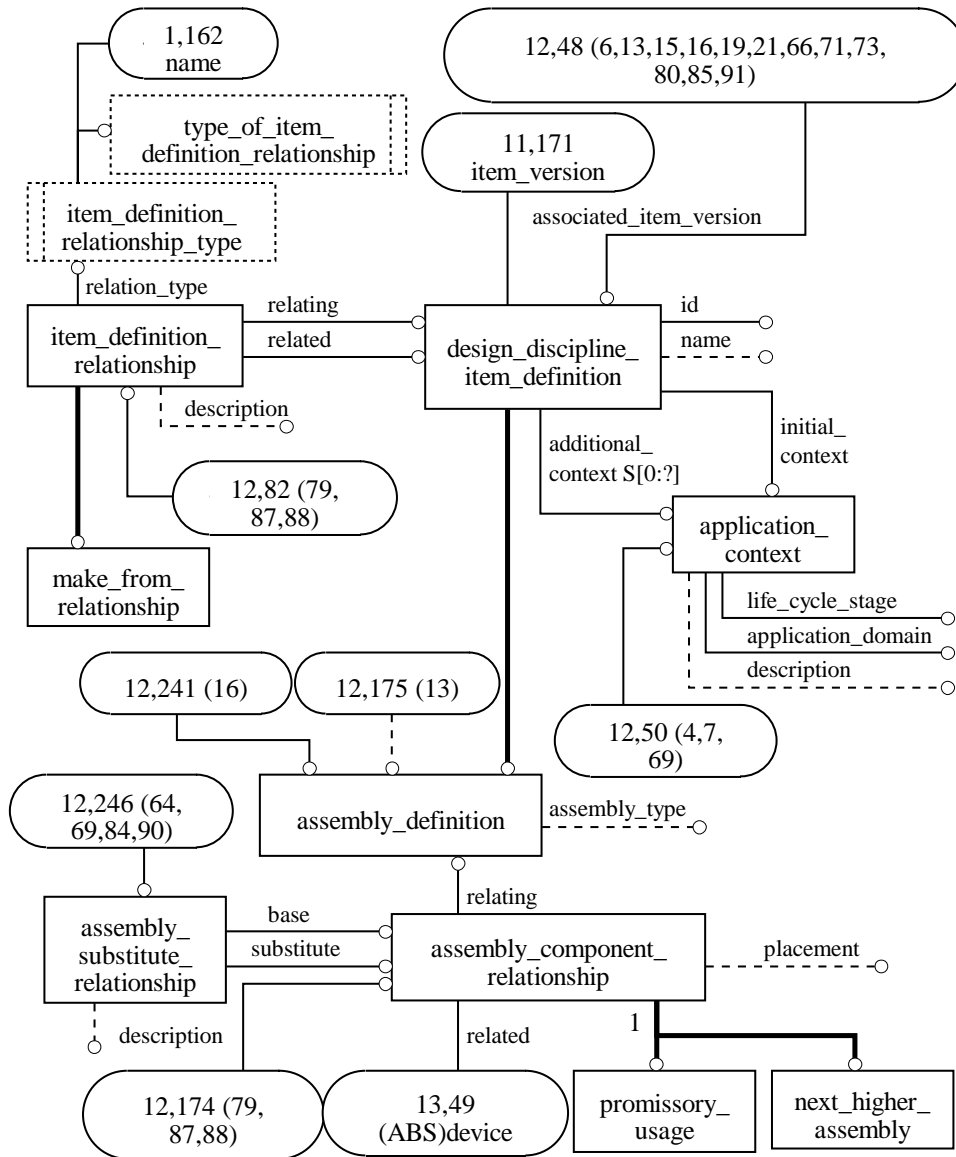 1,162
name
12,48 (6,13,15,16,19,21,66,71,73,
80,85,91)
type_of_item_
definition_relationship
11,171
item_version
item_definition_
relationship_type
associated_item_version
relation_type
relating
id
item_definition_
relationship
related
design_discipline_
item_definition
name
description
additional_
context S[0:?]
initial_
context
12,82 (79,
87,88)
application_
context
make_from_
relationship
life_cycle_stage
application_domain
description
12,241 (16)
12,175 (13)
12,50 (4,7,
69)
12,246 (64,
69,84,90)
assembly_definition
assembly_type
relating
assembly_
substitute_
relationship
base
substitute
assembly_component_
relationship
placement
description
related
1
12,174 (79,
87,88)
13,49
(ABS)device
promissory_
usage
next_higher_
assembly